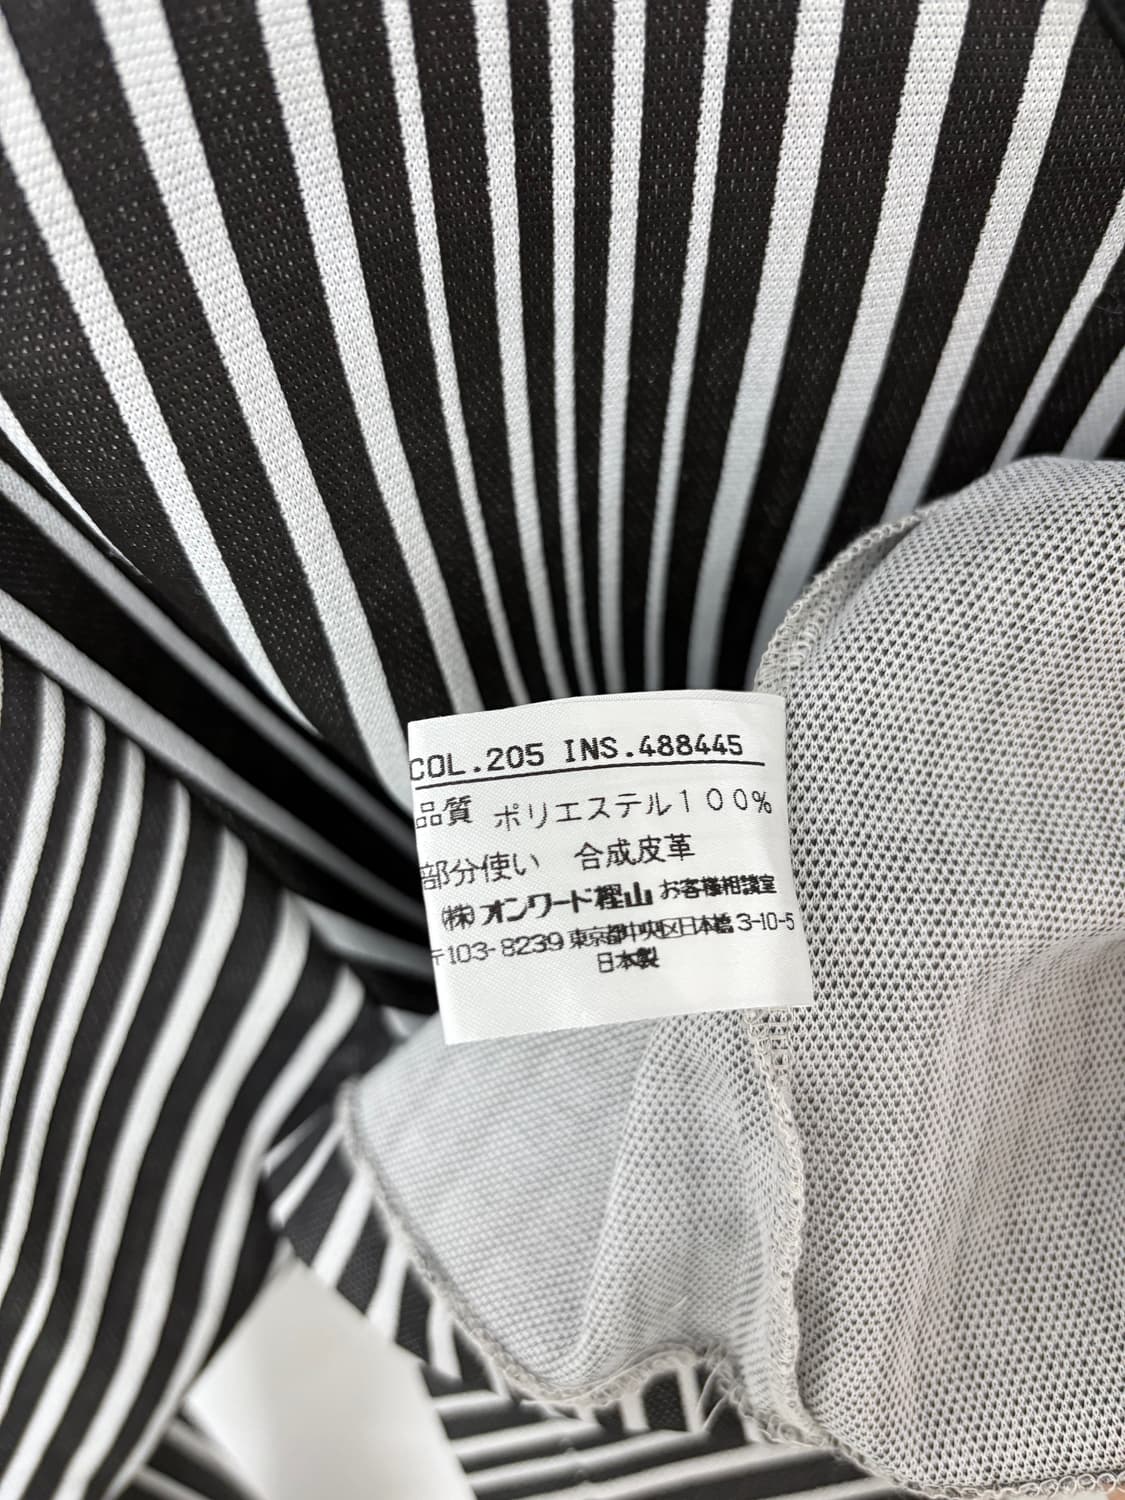 COL.205 INS.488445
品質 ポリエステル100%
部分使い 合成皮革
㈱オンワード樫山 お客様相談室
〒103-8239 東京都中央区日本橋3-10-5
日本製